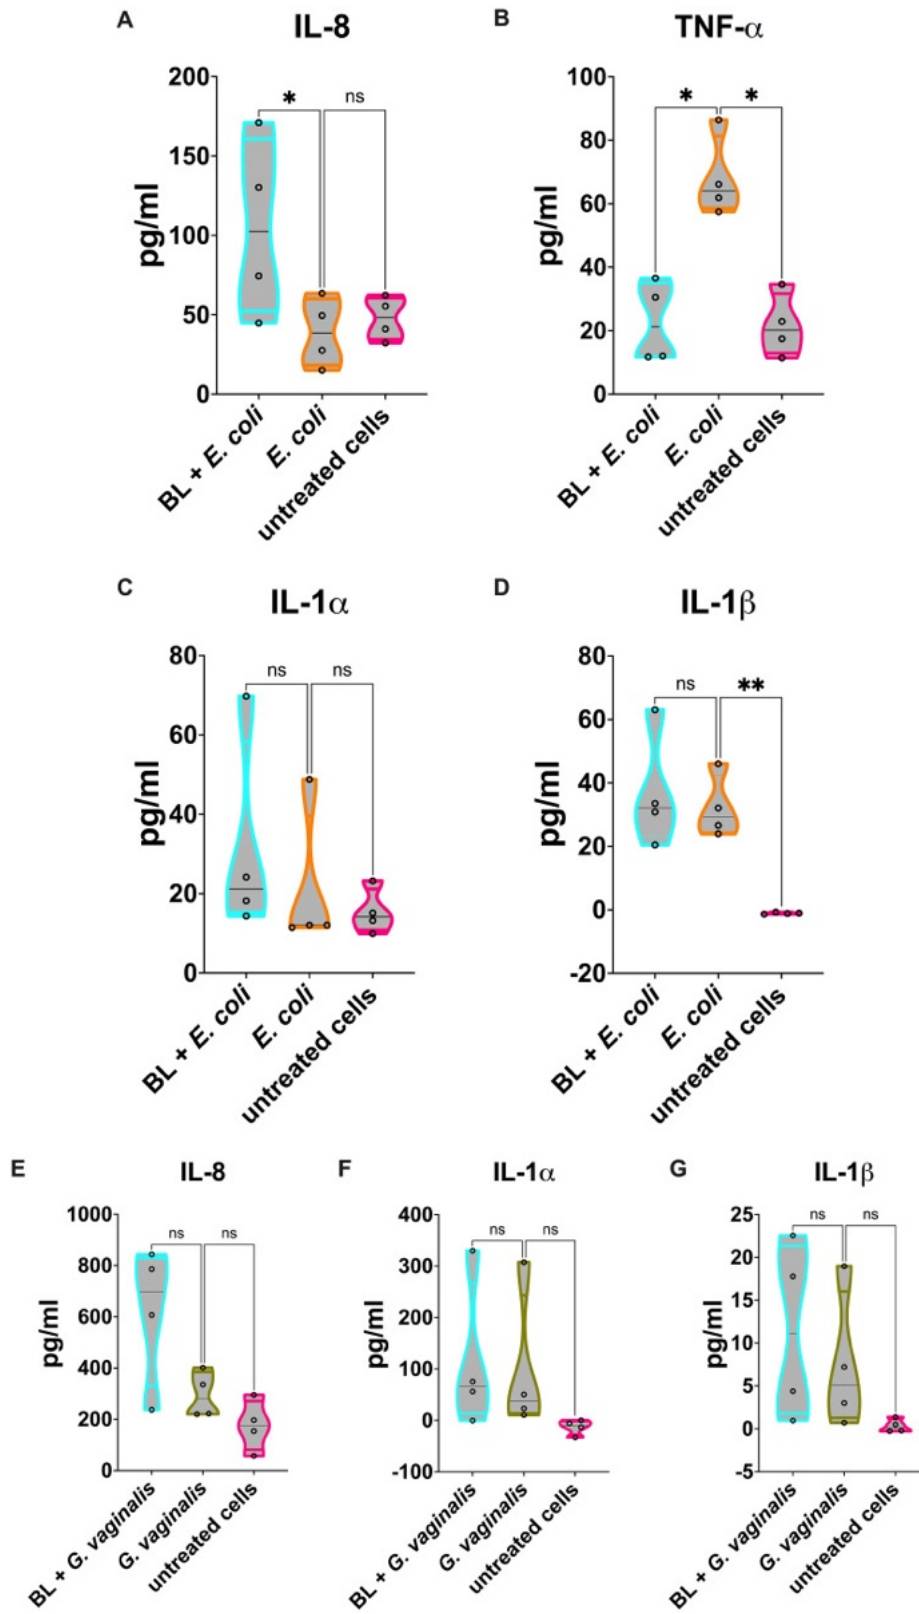 A
IL-8
200
150
100
50
0
pg/ml
* ns
BL + E. coli
E. coli
untreated cells
B
TNF-α
100
80
60
40
20
0
pg/ml
* *
BL + E. coli
E. coli
untreated cells
C
IL-1α
80
60
40
20
0
pg/ml
ns ns
BL + E. coli
E. coli
untreated cells
D
IL-1β
80
60
40
20
0
-20
pg/ml
ns **
BL + E. coli
E. coli
untreated cells
E
IL-8
1000
800
600
400
200
0
pg/ml
ns ns
BL + G. vaginalis
G. vaginalis
untreated cells
F
IL-1α
400
300
200
100
0
-100
pg/ml
ns ns
BL + G. vaginalis
G. vaginalis
untreated cells
G
IL-1β
25
20
15
10
5
0
-5
pg/ml
ns ns
BL + G. vaginalis
G. vaginalis
untreated cells